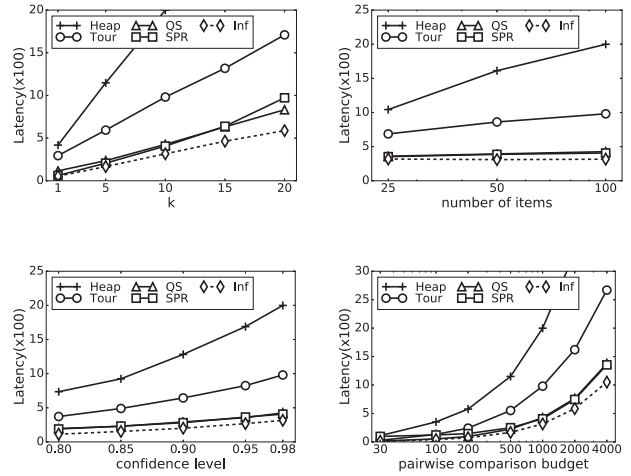 Latency(x100)
20
15
10
5
0
Heap
Tour
QS
SPR
Inf
1
5
10
15
20
k
Latency(x100)
25
20
15
10
5
0
Heap
Tour
QS
SPR
Inf
25
50
100
number of items
Latency(x100)
25
20
15
10
5
0
Heap
Tour
QS
SPR
Inf
0.80
0.85
0.90
0.95
0.98
confidence level
Latency(x100)
30
25
20
15
10
5
0
Heap
Tour
QS
SPR
Inf
30
100
200
500
1000
2000
4000
pairwise comparison budget